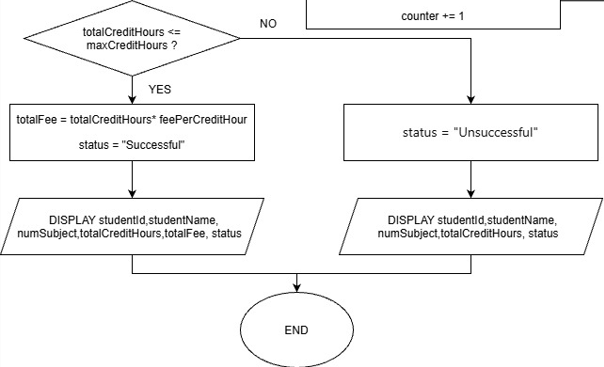 totalCreditHours <=
maxCreditHours ?
NO
counter += 1
YES
totalFee = totalCreditHours* feePerCreditHour
status = "Successful"
status = "Unsuccessful"
DISPLAY studentId,studentName,
numSubject,totalCreditHours,totalFee, status
DISPLAY studentId,studentName,
numSubject,totalCreditHours, status
END